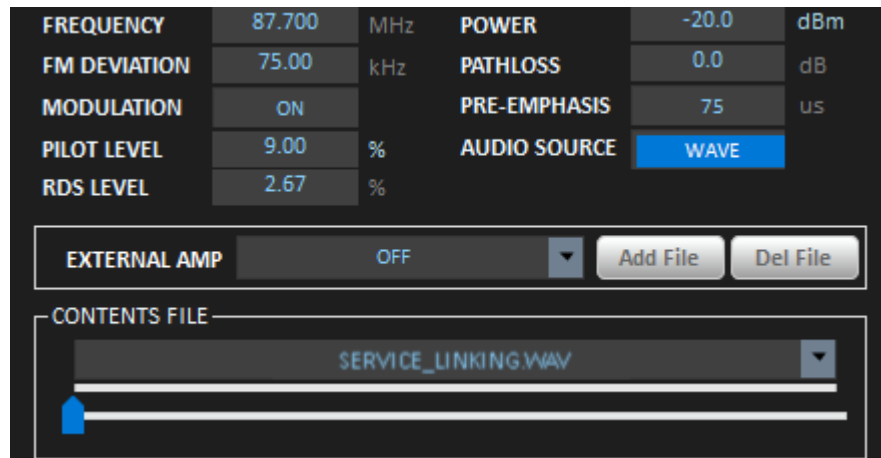 FREQUENCY 87.700 MHz POWER -20.0 dBm
FM DEVIATION 75.00 kHz PATHLOSS 0.0 dB
MODULATION ON PRE-EMPHASIS 75 us
PILOT LEVEL 9.00 % AUDIO SOURCE WAVE
RDS LEVEL 2.67 %
EXTERNAL AMP OFF Add File Del File
CONTENTS FILE
SERVICE_LINKING.WAV